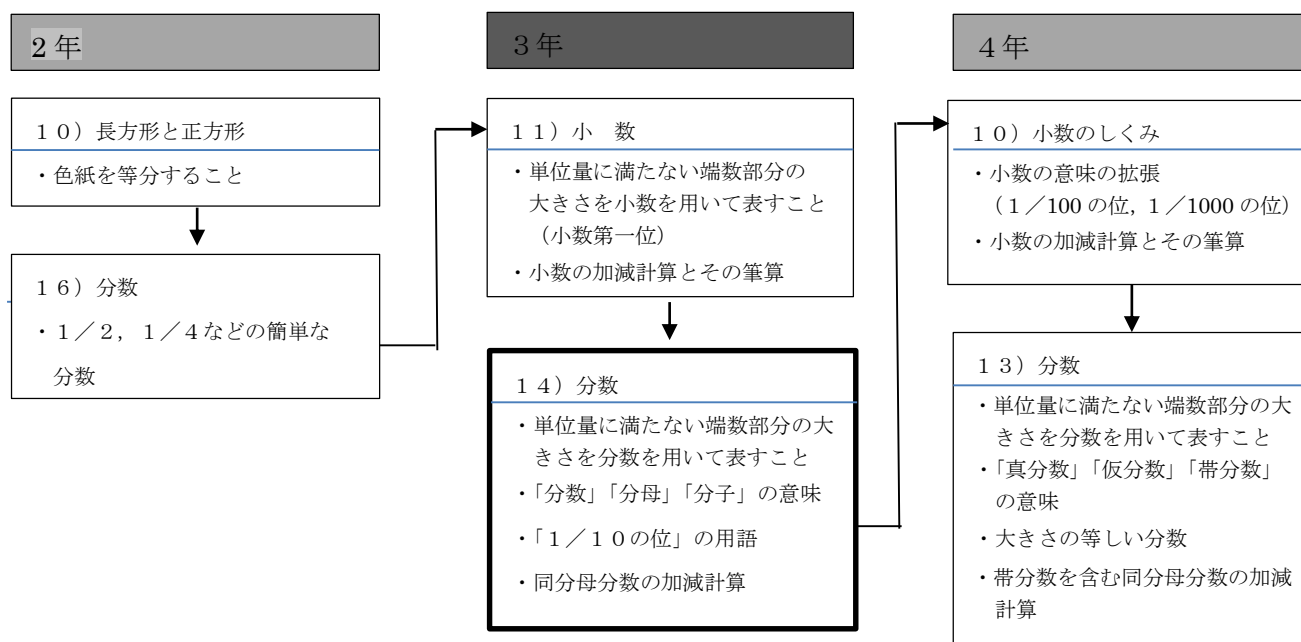 2年
10）長方形と正方形
・色紙を等分すること
16）分数
・１／２，１／４などの簡単な
分数
３年
１１）小　数
・単位量に満たない端数部分の
大きさを小数を用いて表すこと
（小数第一位）
・小数の加減計算とその筆算
１４）分数
・単位量に満たない端数部分の大
きさを分数を用いて表すこと
・「分数」「分母」「分子」の意味
・「１／１０の位」の用語
・同分母分数の加減計算
４年
１０）小数のしくみ
・小数の意味の拡張
（１／100の位，１／1000の位）
・小数の加減計算とその筆算
１３）分数
・単位量に満たない端数部分の大
きさを分数を用いて表すこと
・「真分数」「仮分数」「帯分数」
の意味
・大きさの等しい分数
・帯分数を含む同分母分数の加減
計算